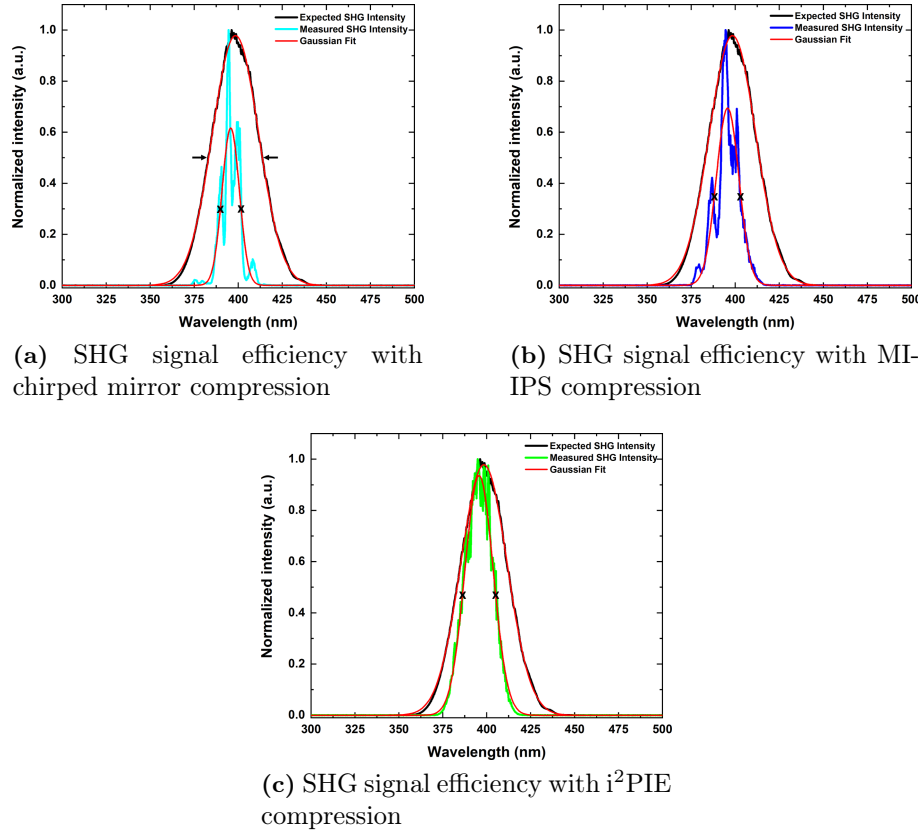 Expected SHG Intensity
Measured SHG Intensity
Gaussian Fit
1.0
0.8
0.6
0.4
0.2
0.0
Normalized intensity (a.u.)
x x
300 325 350 375 400 425 450 475 500
Wavelength (nm)
(a) SHG signal efficiency with
chirped mirror compression
Expected SHG Intensity
Measured SHG Intensity
Gaussian Fit
1.0
0.8
0.6
0.4
0.2
0.0
Normalized intensity (a.u.)
x x
300 325 350 375 400 425 450 475 500
Wavelength (nm)
(b) SHG signal efficiency with MI-
IPS compression
Expected SHG Intensity
Measured SHG Intensity
Gaussian Fit
1.0
0.8
0.6
0.4
0.2
0.0
Normalized intensity (a.u.)
x x
300 325 350 375 400 425 450 475 500
Wavelength (nm)
(c) SHG signal efficiency with i²PIE
compression